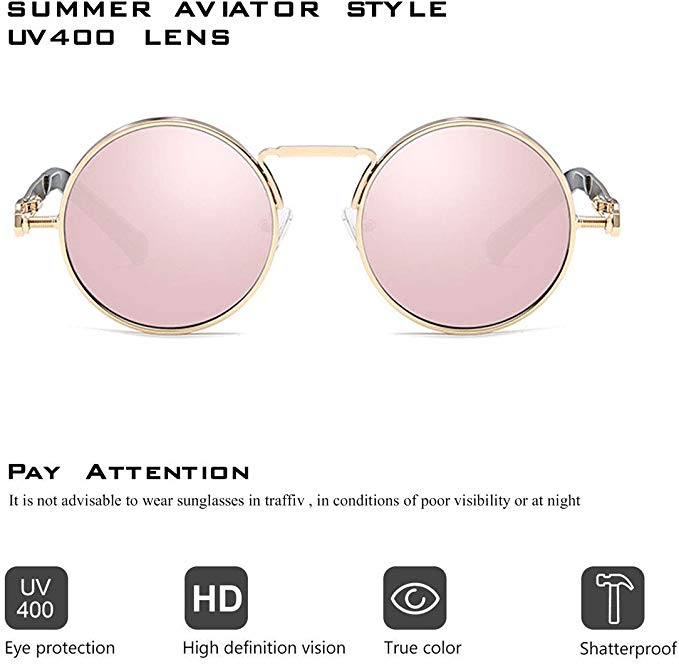 SUMMER AVIATOR STYLE
UV400 LENS
PAY ATTENTION
It is not advisable to wear sunglasses in traffiv , in conditions of poor visibility or at night
UV
400
HD
Eye protection
High definition vision
True color
Shatterproof